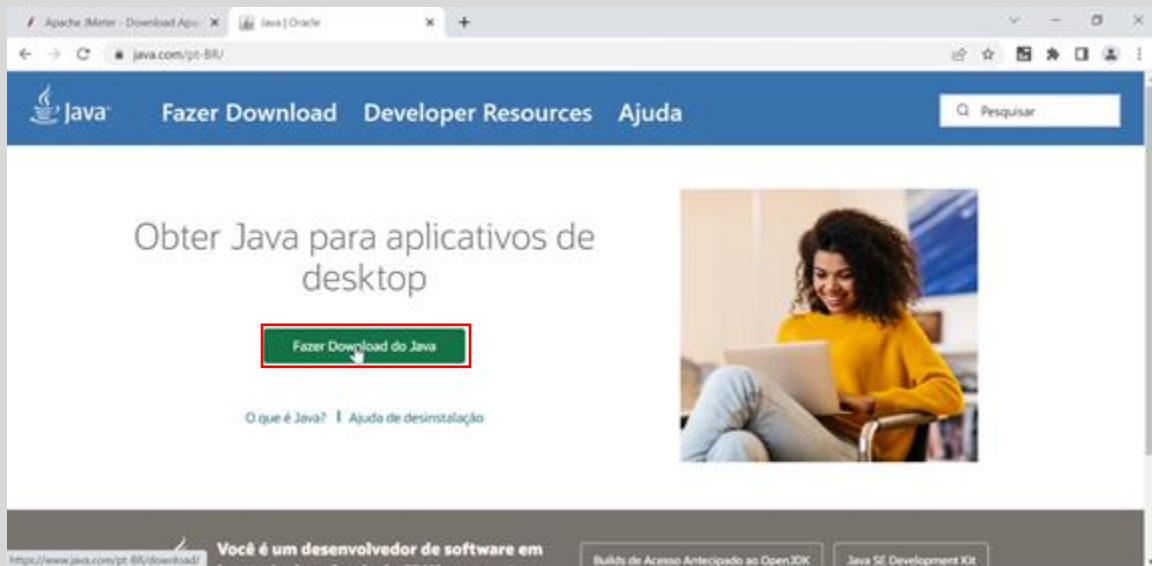 Apache JMeter - Download Apac
Java | Oracle
java.com/pt-BR/
Java
Fazer Download
Developer Resources
Ajuda
Pesquisar
Obter Java para aplicativos de
desktop
Fazer Download do Java
O que é Java?
Ajuda de desinstalação
Você é um desenvolvedor de software em
Builds de Acesso Antecipado ao OpenJDK
Java SE Development Kit
https://www.java.com/pt-BR/download/